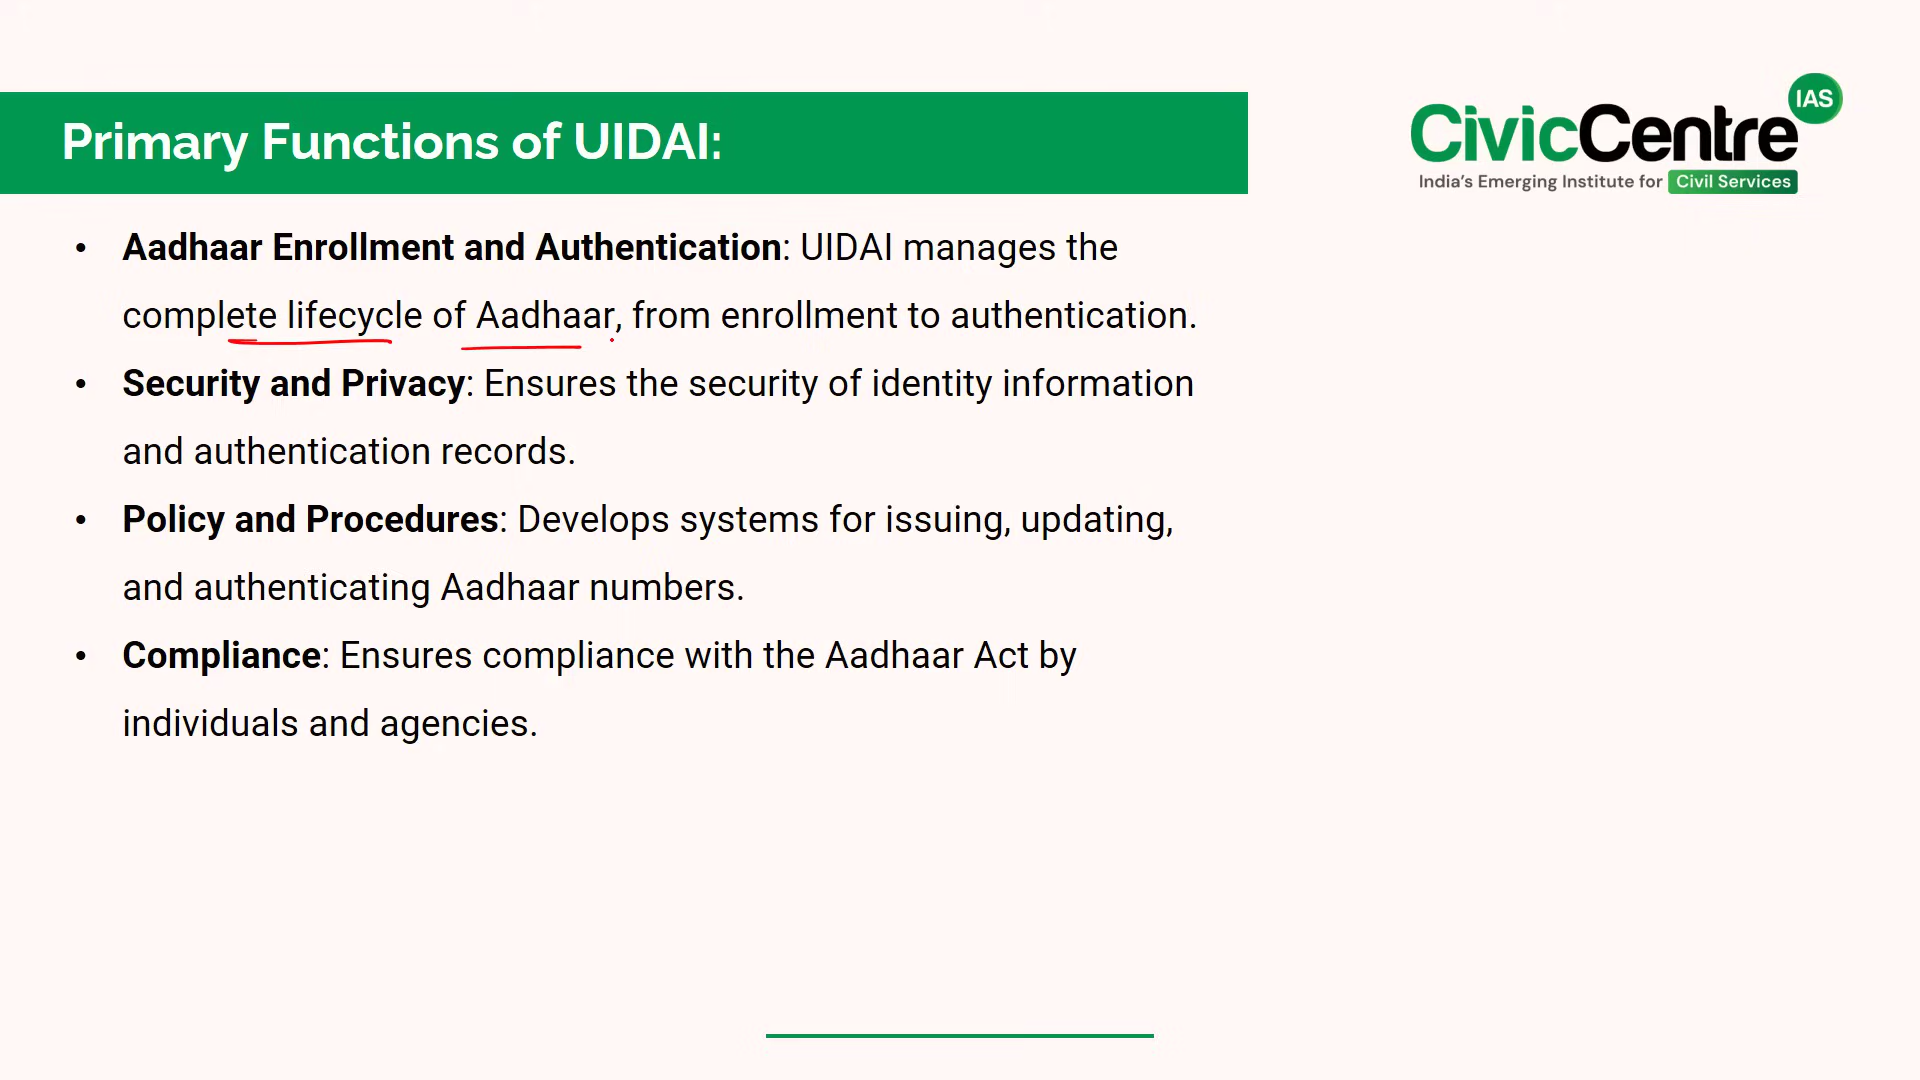 Primary Functions of UIDAI:
IAS
CivicCentre
India's Emerging Institute for Civil Services
• Aadhaar Enrollment and Authentication: UIDAI manages the
complete lifecycle of Aadhaar, from enrollment to authentication.
• Security and Privacy: Ensures the security of identity information
and authentication records.
• Policy and Procedures: Develops systems for issuing, updating,
and authenticating Aadhaar numbers.
• Compliance: Ensures compliance with the Aadhaar Act by
individuals and agencies.